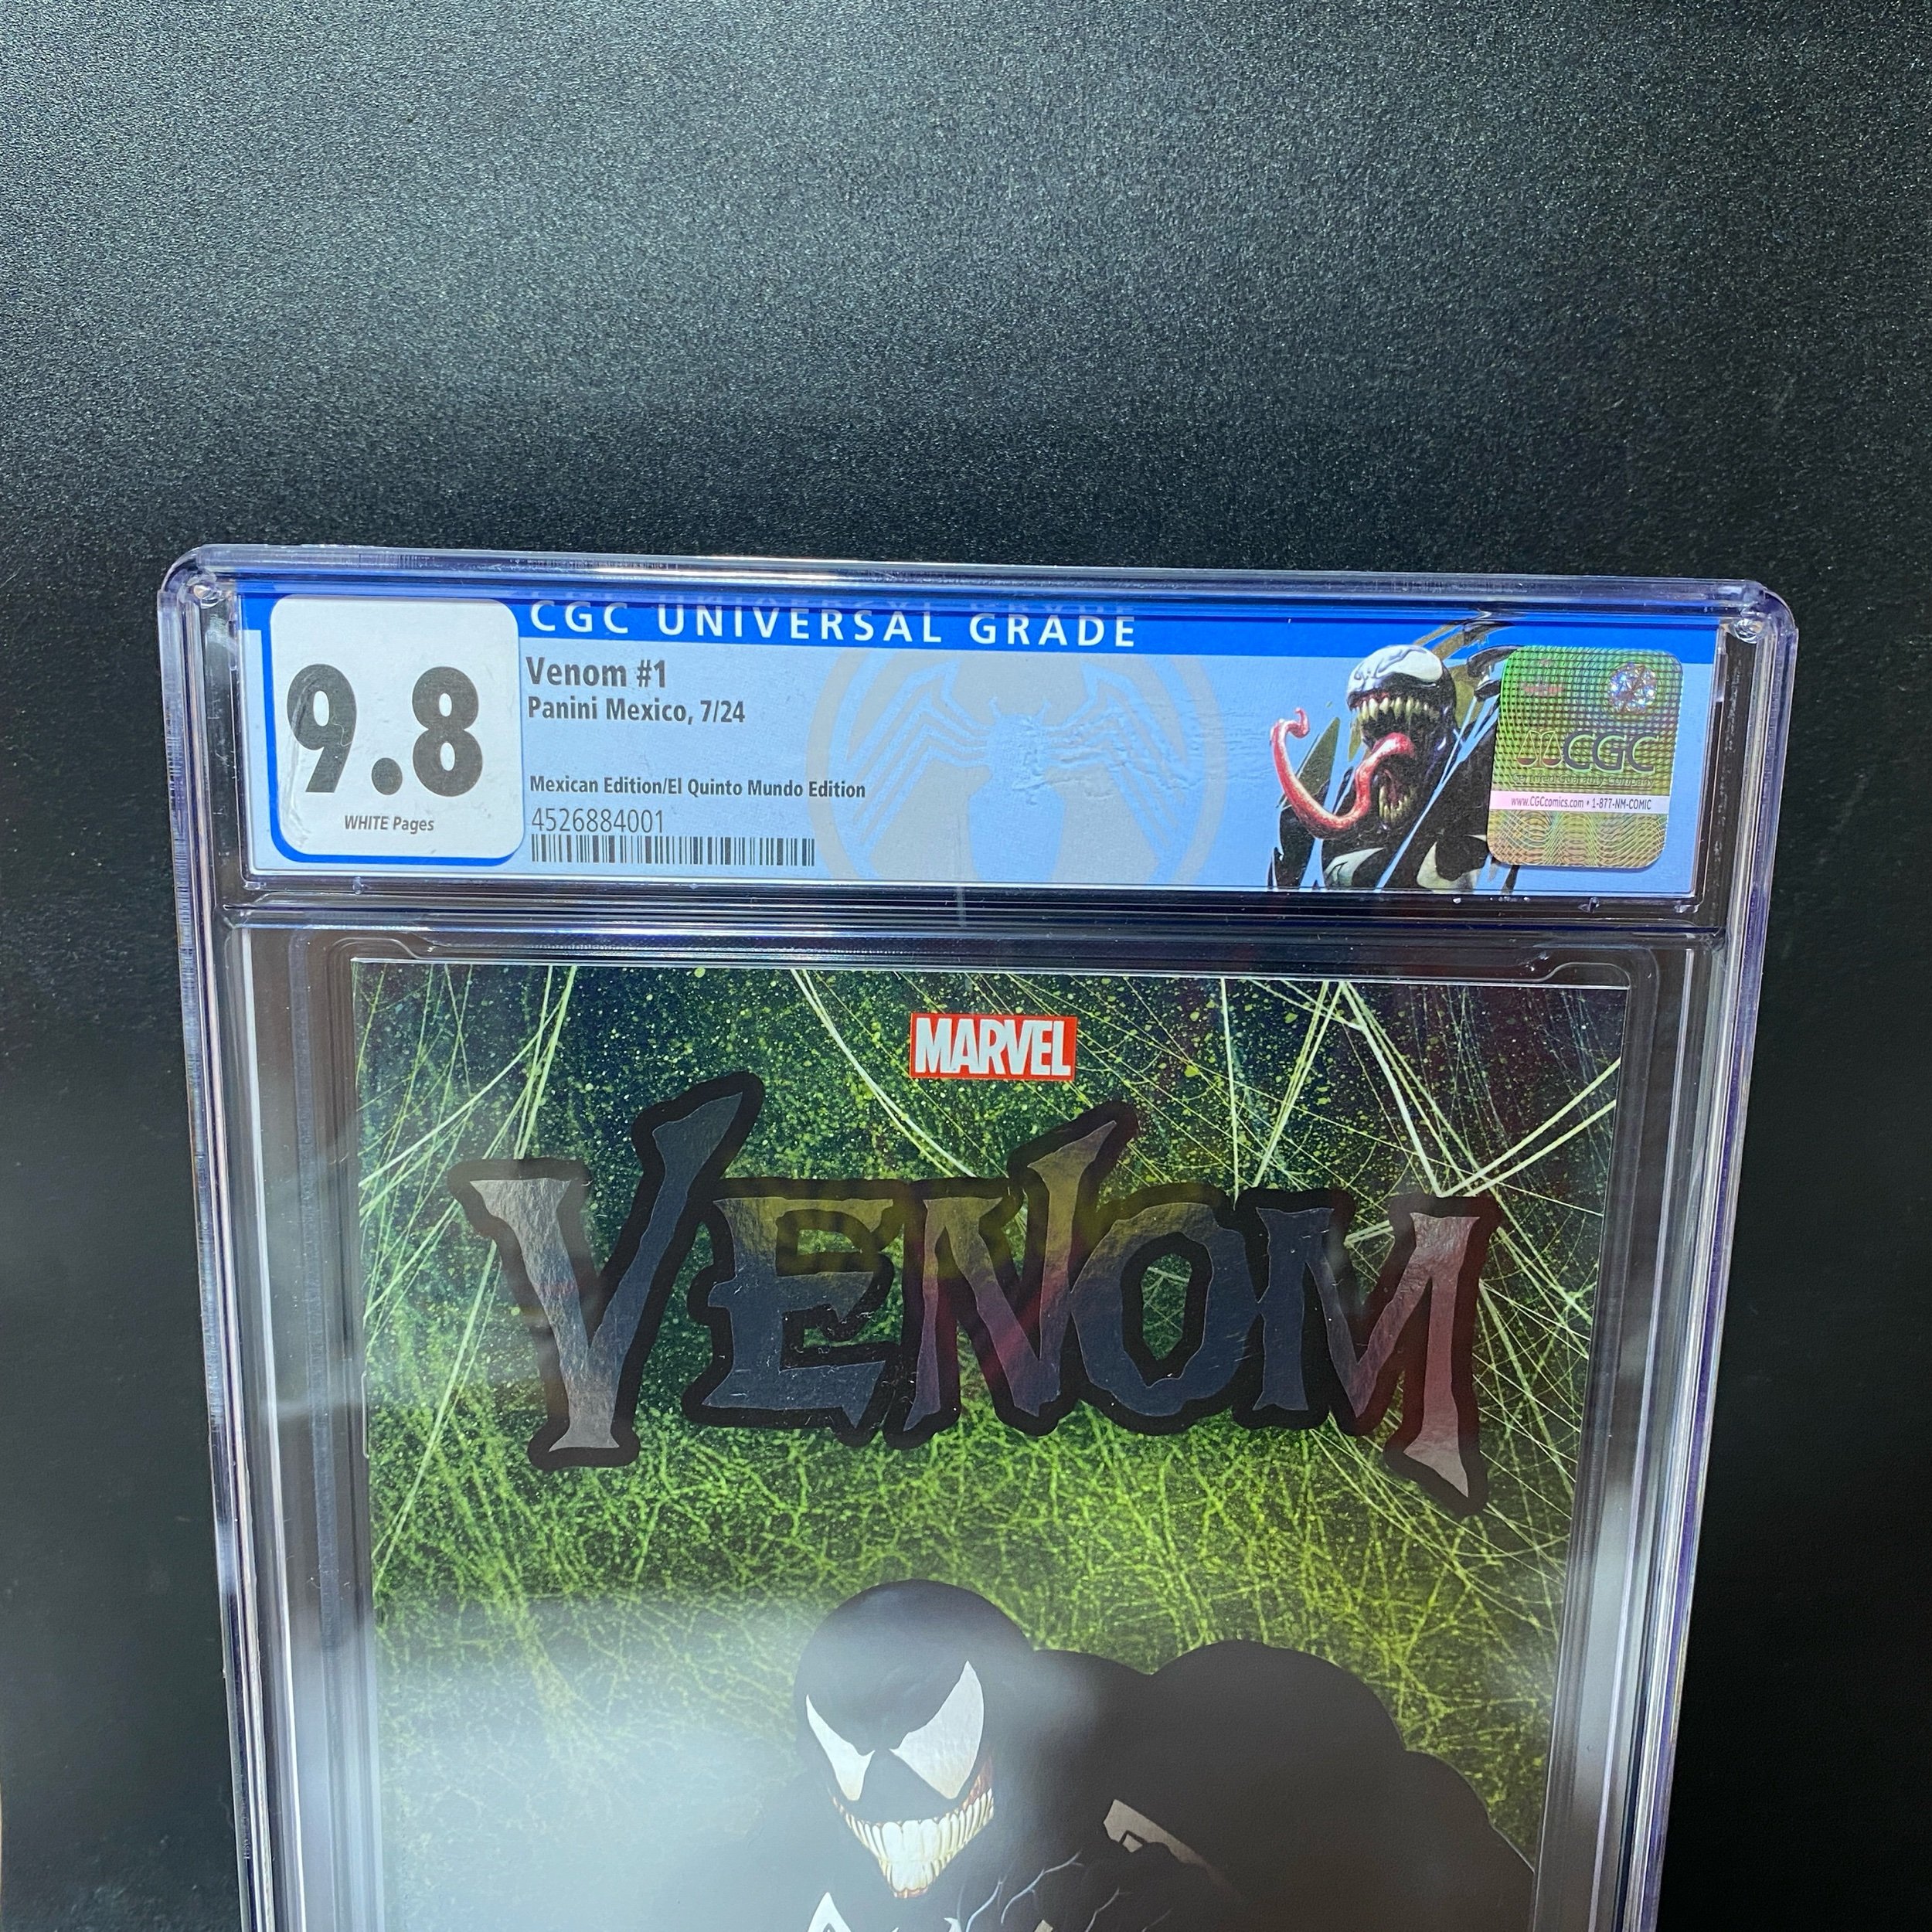 CGC UNIVERSAL GRADE
9.8
WHITE Pages
Venom #1
Panini Mexico, 7/24
Mexican Edition/El Quinto Mundo Edition
4526884001
CGC
www.CGCcomics.com • 1-877-NM-COMIC
MARVEL
VENOM